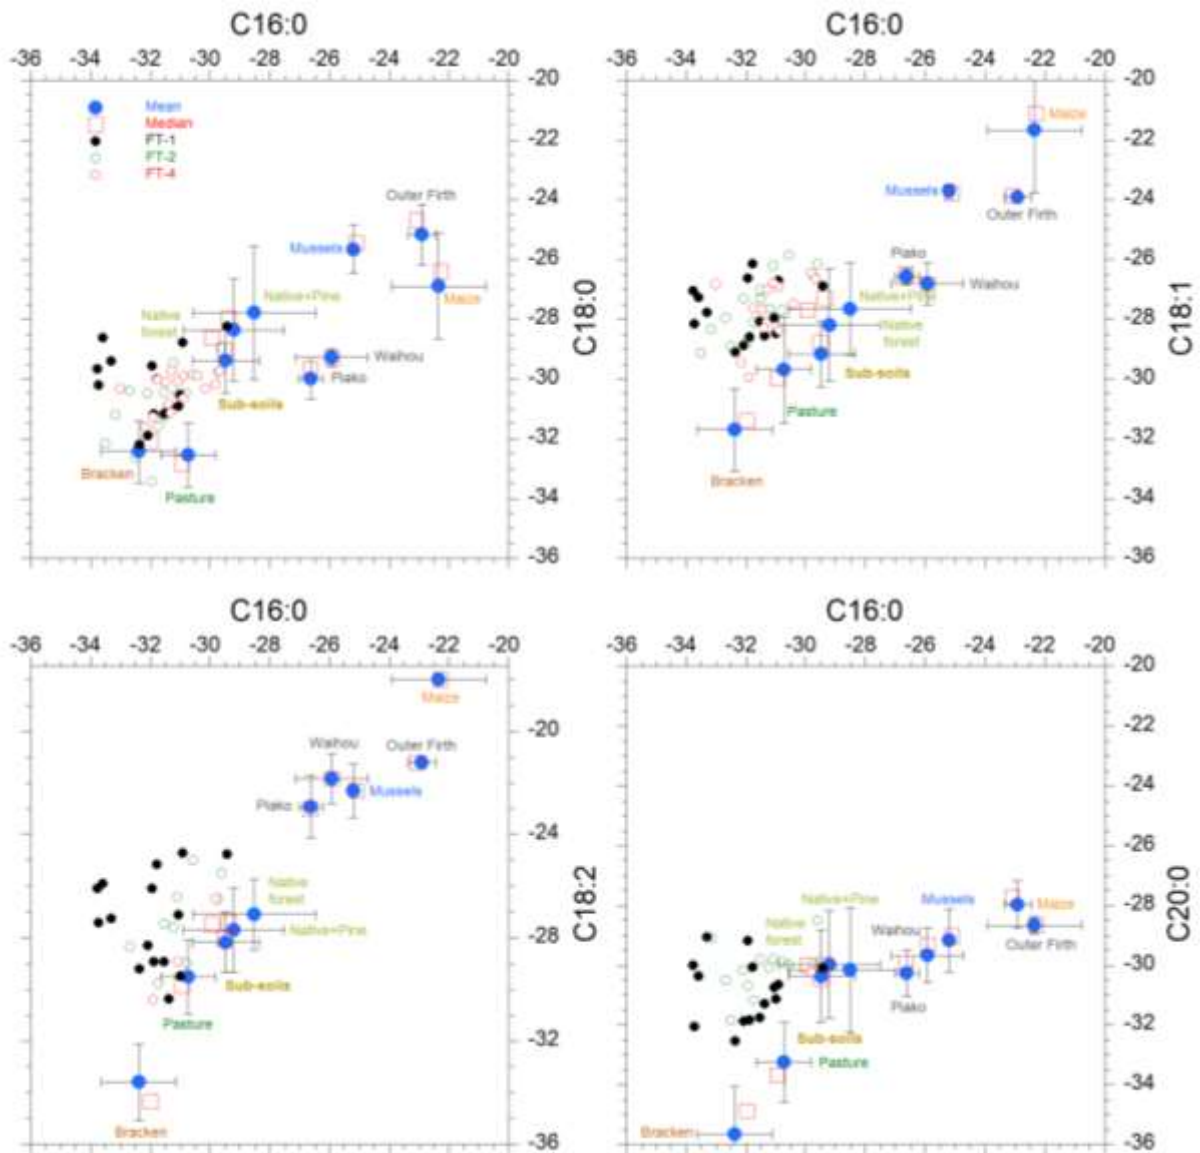 C16:0
-36 -34 -32 -30 -28 -26 -24 -22 -20
-20
-22
-24
-26
-28
-30
-32
-34
-36
C18:0
Mean
Median
FT-1
FT-2
FT-4
Outer Firth
Mussels
Maize
Native+Pine
Native
forest
Waihou
Piako
Sub-soils
Bracken
Pasture
C16:0
-36 -34 -32 -30 -28 -26 -24 -22 -20
-20
-22
-24
-26
-28
-30
-32
-34
-36
C18:1
Maize
Mussels
Outer Firth
Piako
Waihou
Native+Pine
Native
forest
Sub-soils
Pasture
Bracken
C16:0
-36 -34 -32 -30 -28 -26 -24 -22 -20
-20
-24
-28
-32
-36
C18:2
Maize
Waihou
Outer Firth
Piako
Mussels
Native
forest
Native+Pine
Sub-soils
Pasture
Bracken
C16:0
-36 -34 -32 -30 -28 -26 -24 -22 -20
-20
-22
-24
-26
-28
-30
-32
-34
-36
C20:0
Native+Pine
Mussels
Maize
Native
forest
Waihou
Outer Firth
Piako
Sub-soils
Pasture
Bracken